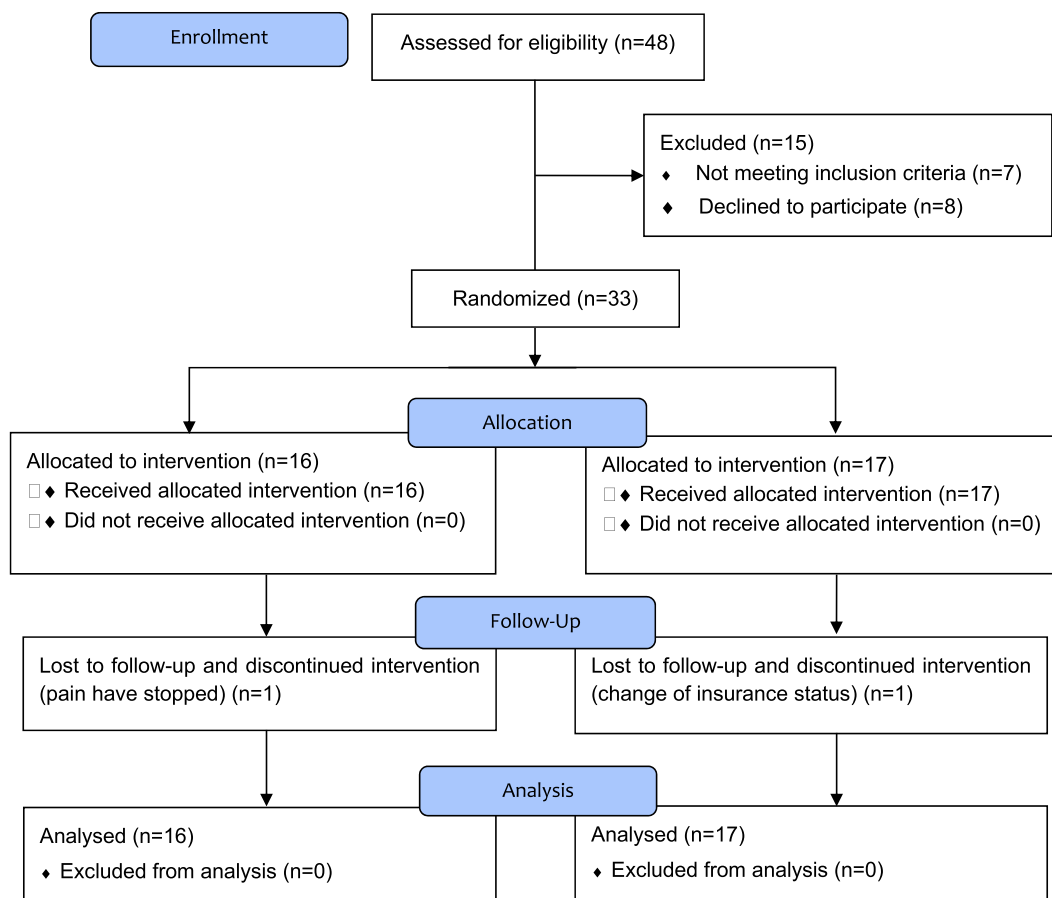 Enrollment
Assessed for eligibility (n=48)
Excluded (n=15)
⬧ Not meeting inclusion criteria (n=7)
◆ Declined to participate (n=8)
Randomized (n=33)
Allocation
Allocated to intervention (n=16)
□◆ Received allocated intervention (n=16)
□◆ Did not receive allocated intervention (n=0)
Allocated to intervention (n=17)
□◆ Received allocated intervention (n=17)
□◆ Did not receive allocated intervention (n=0)
Follow-Up
Lost to follow-up and discontinued intervention
(pain have stopped) (n=1)
Lost to follow-up and discontinued intervention
(change of insurance status) (n=1)
Analysis
Analysed (n=16)
⬧ Excluded from analysis (n=0)
Analysed (n=17)
⬧ Excluded from analysis (n=0)